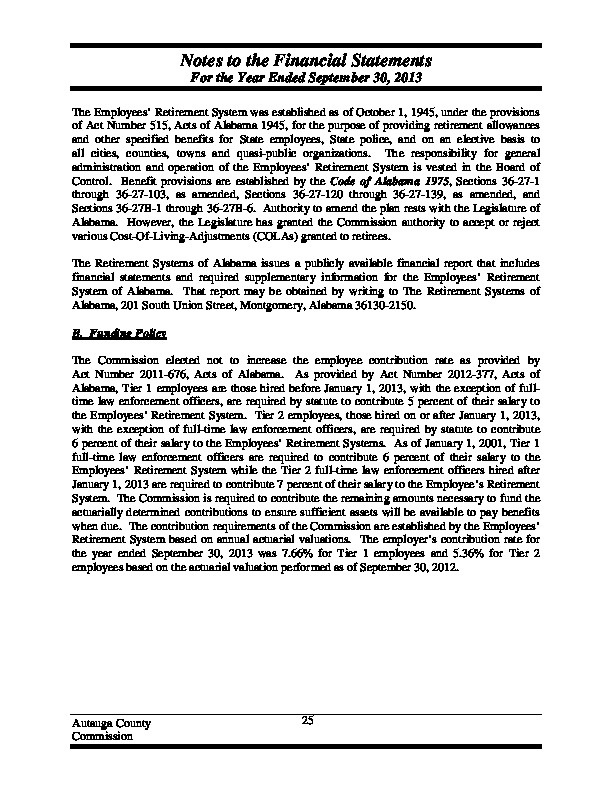 Notes to the Financial Statements
For the Year Ended September 30, 2013
The Employees' Retirement System was established as of October 1, 1945, under the provisions
of Act Number 515, Acts of Alabama 1945, for the purpose of providing retirement allowances
and other specified benefits for State employees, State police, and on an elective basis to
all cities, counties, towns and quasi-public organizations.  The responsibility for general
administration and operation of the Employees' Retirement System is vested in the Board of
Control.  Benefit provisions are established by the Code of Alabama 1975, Sections 36-27-1
through 36-27-103, as amended, Sections 36-27-120 through 36-27-139, as amended, and
Sections 36-27B-1 through 36-27B-6.  Authority to amend the plan rests with the Legislature of
Alabama.  However, the Legislature has granted the Commission authority to accept or reject
various Cost-Of-Living-Adjustments (COLAs) granted to retirees.
The Retirement Systems of Alabama issues a publicly available financial report that includes
financial statements and required supplementary information for the Employees' Retirement
System of Alabama.  That report may be obtained by writing to The Retirement Systems of
Alabama, 201 South Union Street, Montgomery, Alabama 36130-2150.
B.  Funding Policy
The Commission elected not to increase the employee contribution rate as provided by
Act Number 2011-676, Acts of Alabama.  As provided by Act Number 2012-377, Acts of
Alabama, Tier 1 employees are those hired before January 1, 2013, with the exception of full-
time law enforcement officers, are required by statute to contribute 5 percent of their salary to
the Employees' Retirement System.  Tier 2 employees, those hired on or after January 1, 2013,
with the exception of full-time law enforcement officers, are required by statute to contribute
6 percent of their salary to the Employees' Retirement Systems.  As of January 1, 2001, Tier 1
full-time law enforcement officers are required to contribute 6 percent of their salary to the
Employees' Retirement System while the Tier 2 full-time law enforcement officers hired after
January 1, 2013 are required to contribute 7 percent of their salary to the Employee's Retirement
System.  The Commission is required to contribute the remaining amounts necessary to fund the
actuarially determined contributions to ensure sufficient assets will be available to pay benefits
when due.  The contribution requirements of the Commission are established by the Employees'
Retirement System based on annual actuarial valuations.  The employer's contribution rate for
the year ended September 30, 2013 was 7.66% for Tier 1 employees and 5.36% for Tier 2
employees based on the actuarial valuation performed as of September 30, 2012.
Autauga County
Commission
25